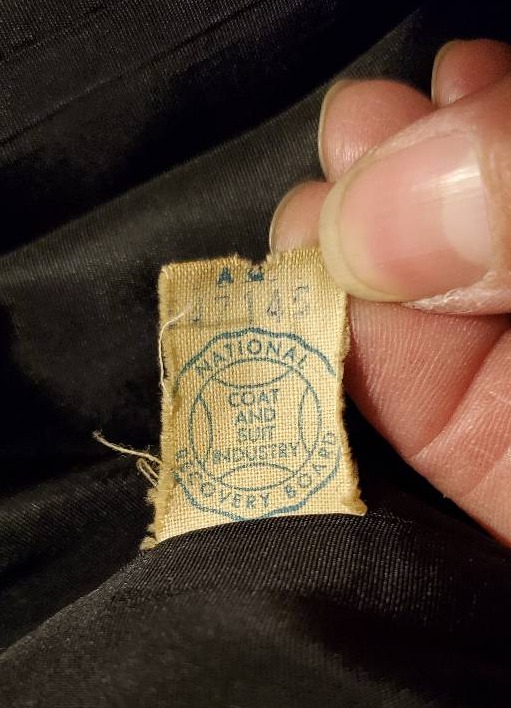 NATIONAL
COAT
AND
SUIT
INDUSTRY
RECOVERY BOARD